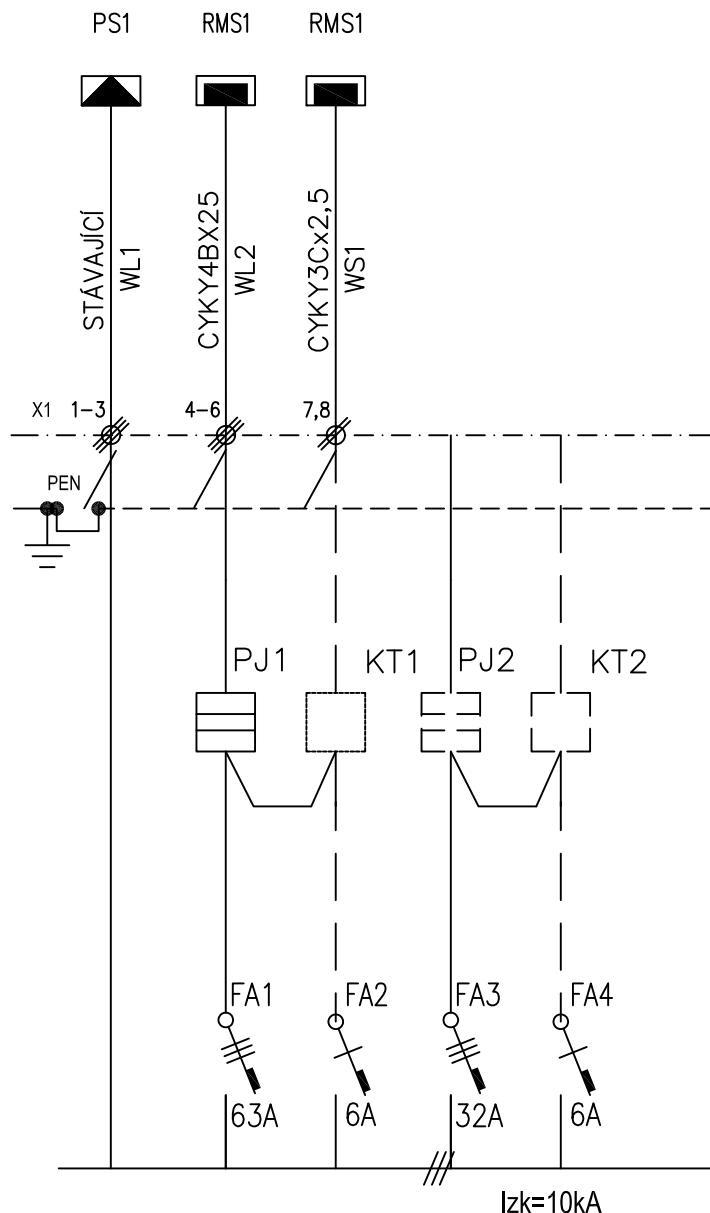 PS1 RMS1 RMS1
STÁVAJÍCÍ
WL1
CYKY4BX25
WL2
CYKY3Cx2,5
WS1
X1 1-3 4-6 7,8
PEN
PJ1 KT1 PJ2 KT2
FA1 FA2 FA3 FA4
63A 6A 32A 6A
Izk=10kA